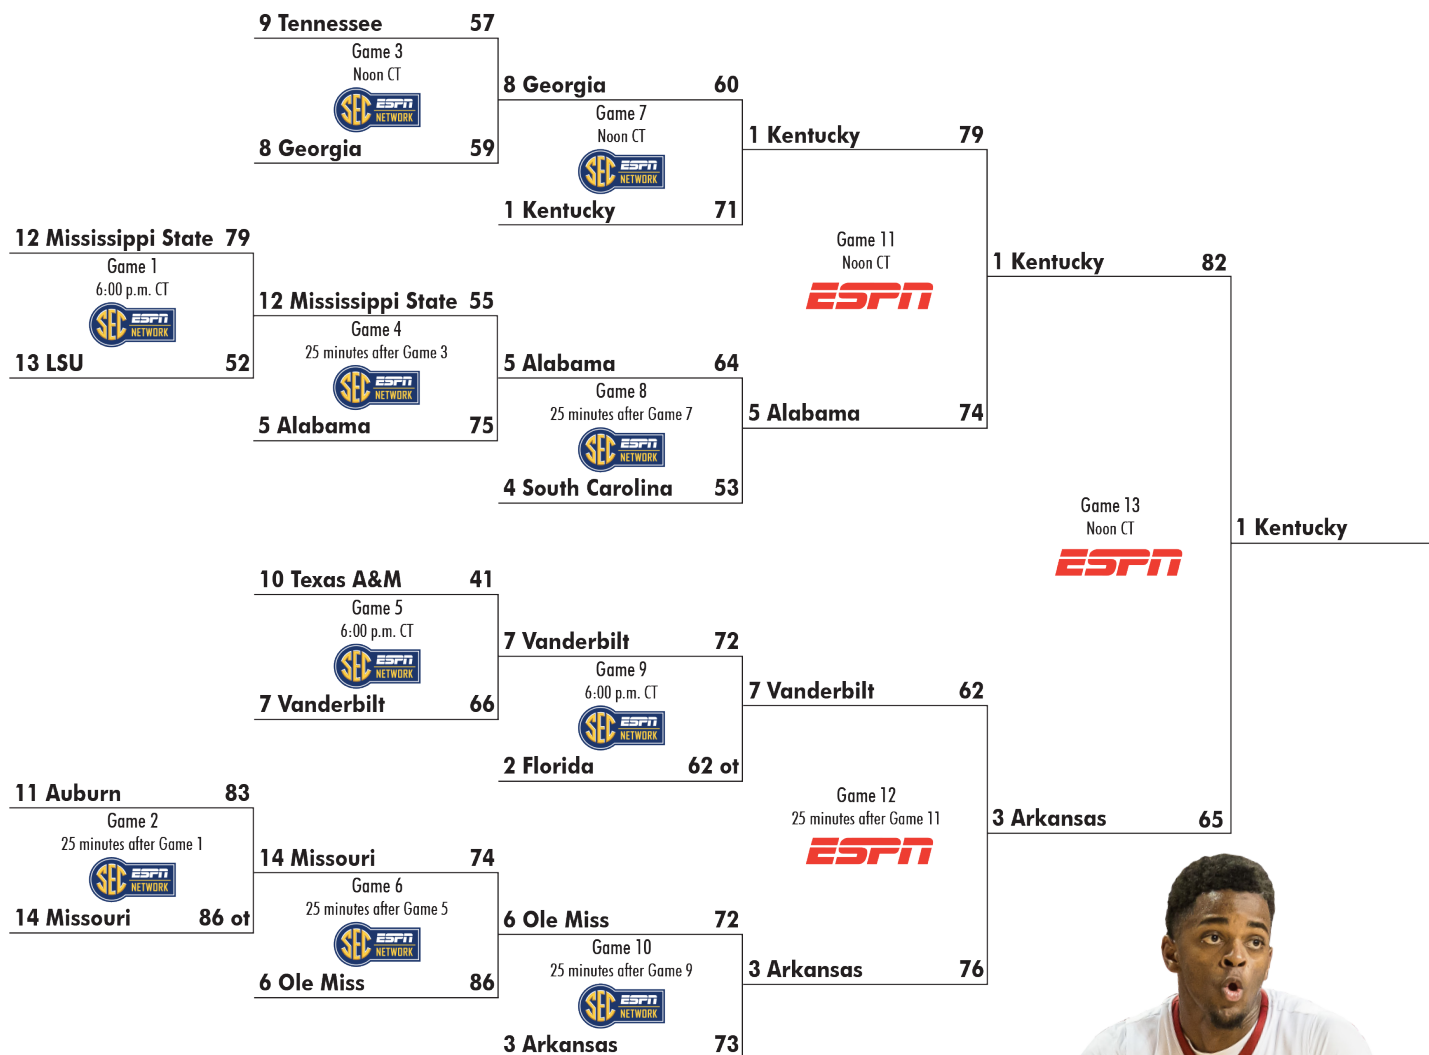 9 Tennessee 57
Game 3
Noon CT
SEC ESPN NETWORK
8 Georgia 59
8 Georgia 60
Game 7
Noon CT
SEC ESPN NETWORK
1 Kentucky 71
12 Mississippi State 79
Game 1
6:00 p.m. CT
SEC ESPN NETWORK
13 LSU 52
12 Mississippi State 55
Game 4
25 minutes after Game 3
SEC ESPN NETWORK
5 Alabama 75
5 Alabama 64
Game 8
25 minutes after Game 7
SEC ESPN NETWORK
4 South Carolina 53
1 Kentucky 79
Game 11
Noon CT
ESPN
5 Alabama 74
10 Texas A&M 41
Game 5
6:00 p.m. CT
SEC ESPN NETWORK
7 Vanderbilt 66
7 Vanderbilt 72
Game 9
6:00 p.m. CT
SEC ESPN NETWORK
2 Florida 62 ot
11 Auburn 83
Game 2
25 minutes after Game 1
SEC ESPN NETWORK
14 Missouri 86 ot
14 Missouri 74
Game 6
25 minutes after Game 5
SEC ESPN NETWORK
6 Ole Miss 86
6 Ole Miss 72
Game 10
25 minutes after Game 9
SEC ESPN NETWORK
3 Arkansas 73
7 Vanderbilt 62
Game 12
25 minutes after Game 11
ESPN
3 Arkansas 76
1 Kentucky 82
Game 13
Noon CT
ESPN
3 Arkansas 65
1 Kentucky